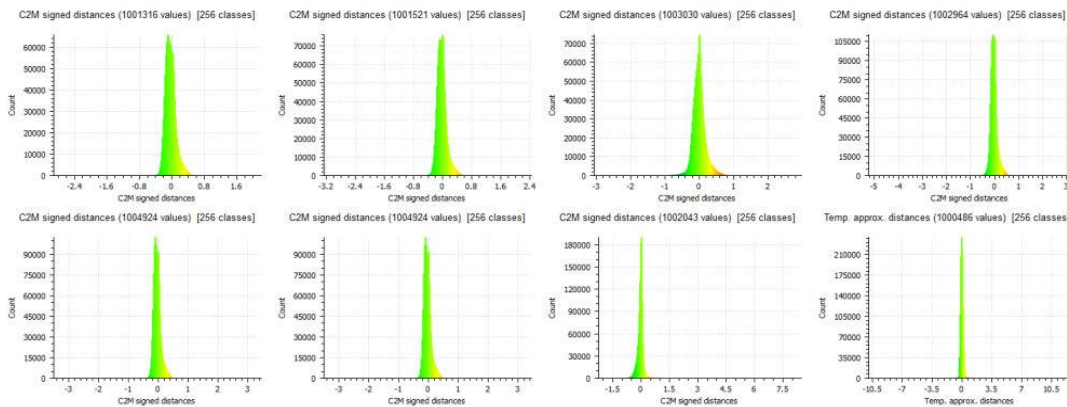 C2M signed distances (1001316 values) [256 classes]
60000
50000
40000
30000
20000
10000
0
Count
-2.4 -1.6 -0.8 0 0.8 1.6
C2M signed distances
C2M signed distances (1001521 values) [256 classes]
70000
60000
50000
40000
30000
20000
10000
0
Count
-3.2 -2.4 -1.6 -0.8 0 0.8 1.6 2.4
C2M signed distances
C2M signed distances (1003030 values) [256 classes]
70000
60000
50000
40000
30000
20000
10000
0
Count
-3 -2 -1 0 1 2
C2M signed distances
C2M signed distances (1002964 values) [256 classes]
105000
90000
75000
60000
45000
30000
15000
0
Count
-5 -4 -3 -2 -1 0 1 2 3
C2M signed distances
C2M signed distances (1004924 values) [256 classes]
90000
75000
60000
45000
30000
15000
0
Count
-3 -2 -1 0 1 2 3
C2M signed distances
C2M signed distances (1004924 values) [256 classes]
90000
75000
60000
45000
30000
15000
0
Count
-3 -2 -1 0 1 2 3
C2M signed distances
C2M signed distances (1002043 values) [256 classes]
180000
150000
120000
90000
60000
30000
0
Count
-1.5 0 1.5 3 4.5 6 7.5
C2M signed distances
Temp. approx. distances (1000486 values) [256 classes]
210000
175000
140000
105000
70000
35000
0
Count
-10.5 -7 -3.5 0 3.5 7 10.5
Temp. approx. distances